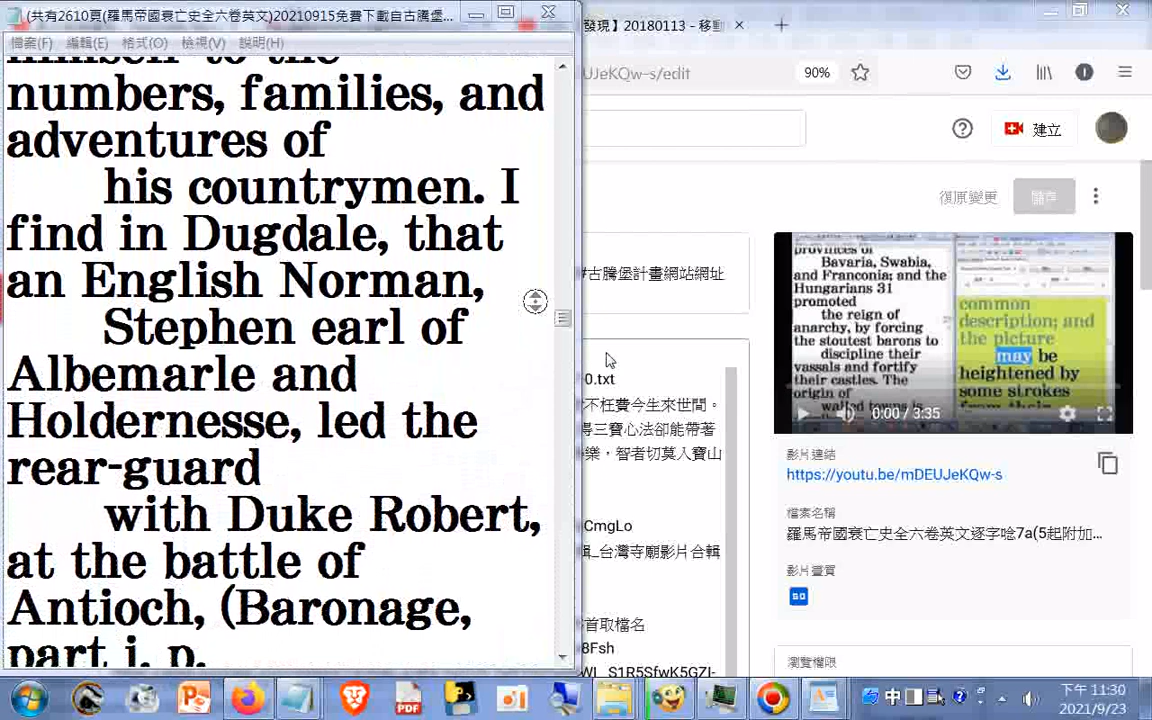 (共有2610頁(羅馬帝國衰亡史全六卷英文)20210915免費下載自古騰堡...
檔案(F) 編輯(E) 格式(O) 檢視(V) 說明(H)
himself to the
numbers, families, and
adventures of
his countrymen. I
find in Dugdale, that
an English Norman,
Stephen earl of
Albemarle and
Holdernesse, led the
rear-guard
with Duke Robert,
at the battle of
Antioch, (Baronage,
part i. p.
發現】20180113 - 移動
UJeKQw-s/edit
90%
建立
復原變更
儲存
#古騰堡計畫網站網址
0.txt
不枉費今生來世間。
得三寶心法卻能帶著
樂，智者切莫入寶山
CmgLo
輯_台灣寺廟影片合輯
首取檔名
8Fsh
WI_S1R5SfwK5GZI-
provinces of
Bavaria, Swabia,
and Franconia; and the
Hungarians 31
promoted
the reign of
anarchy, by forcing
the stoutest barons to
discipline their
vassals and fortify
their castles. The
origin of
walled towns is
common
description; and
the picture
may be
heightened by
some strokes
0:00 / 3:35
影片連結
https://youtu.be/mDEUJeKQw-s
檔案名稱
羅馬帝國衰亡史全六卷英文逐字唸7a(5起附加...
影片畫質
SD
瀏覽權限
中
下午 11:30
2021/9/23